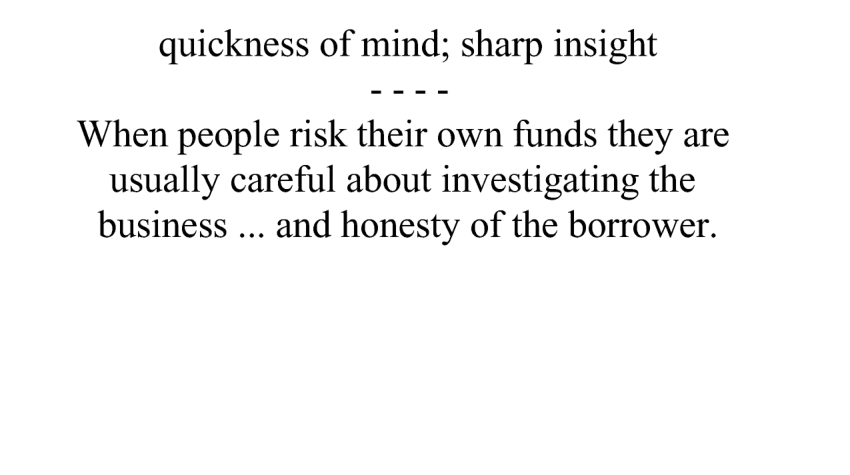 quickness of mind; sharp insight
- - - -
When people risk their own funds they are
usually careful about investigating the
business ... and honesty of the borrower.